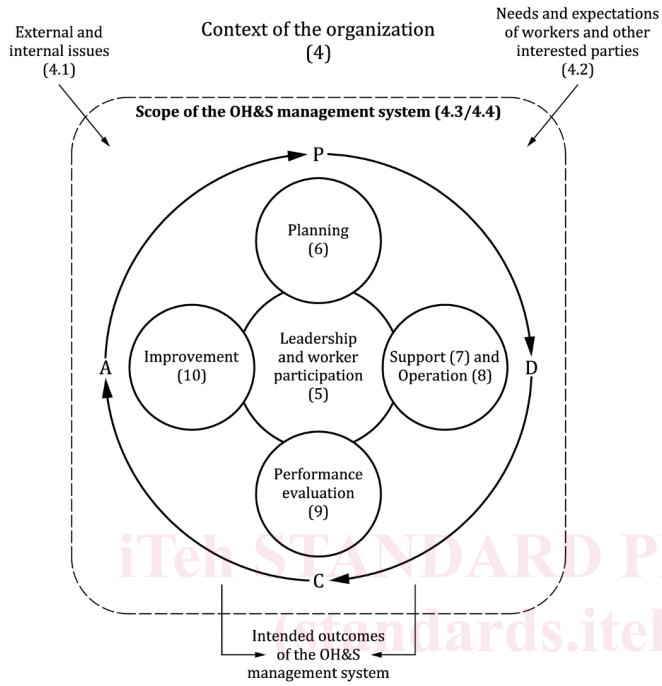 External and
internal issues
(4.1)
Context of the organization
(4)
Needs and expectations
of workers and other
interested parties
(4.2)
Scope of the OH&S management system (4.3/4.4)
P
Planning
(6)
A
Improvement
(10)
Leadership
and worker
participation
(5)
Support (7) and
Operation (8)
D
Performance
evaluation
(9)
C
iTeh STANDARD P
(standards.iteh
Intended outcomes
of the OH&S
management system